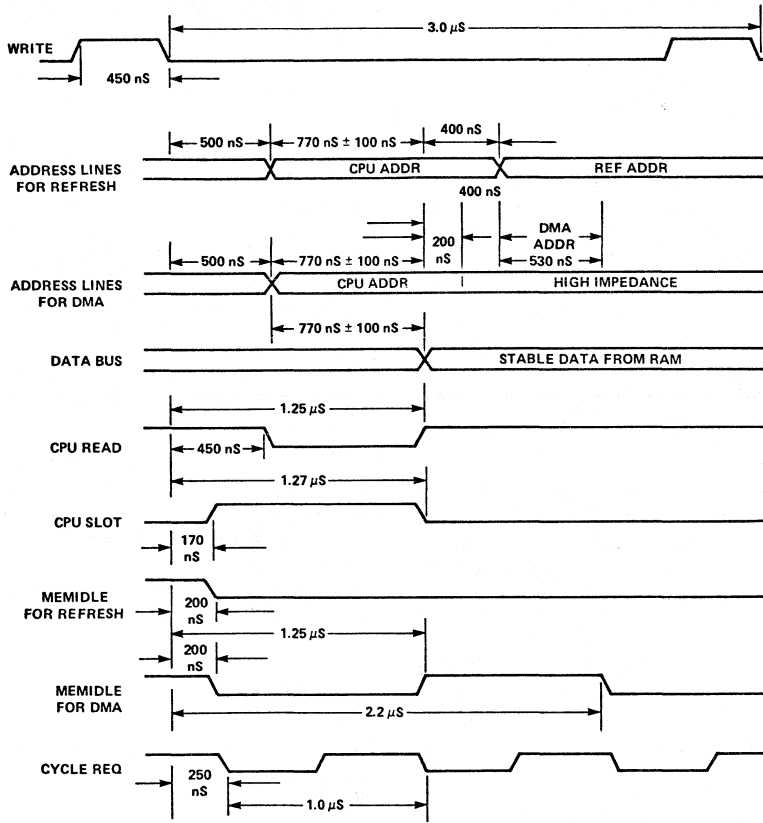 3.0 µS
WRITE
450 nS
400 nS
500 nS
770 nS ± 100 nS
ADDRESS LINES
FOR REFRESH
CPU ADDR
REF ADDR
400 nS
DMA
ADDR
200
nS
530 nS
500 nS
770 nS ± 100 nS
ADDRESS LINES
FOR DMA
CPU ADDR
HIGH IMPEDANCE
770 nS ± 100 nS
DATA BUS
STABLE DATA FROM RAM
1.25 µS
CPU READ
450 nS
1.27 µS
CPU SLOT
170
nS
MEMIDLE
FOR REFRESH
200
nS
1.25 µS
200
nS
MEMIDLE
FOR DMA
2.2 µS
CYCLE REQ
250
nS
1.0 µS